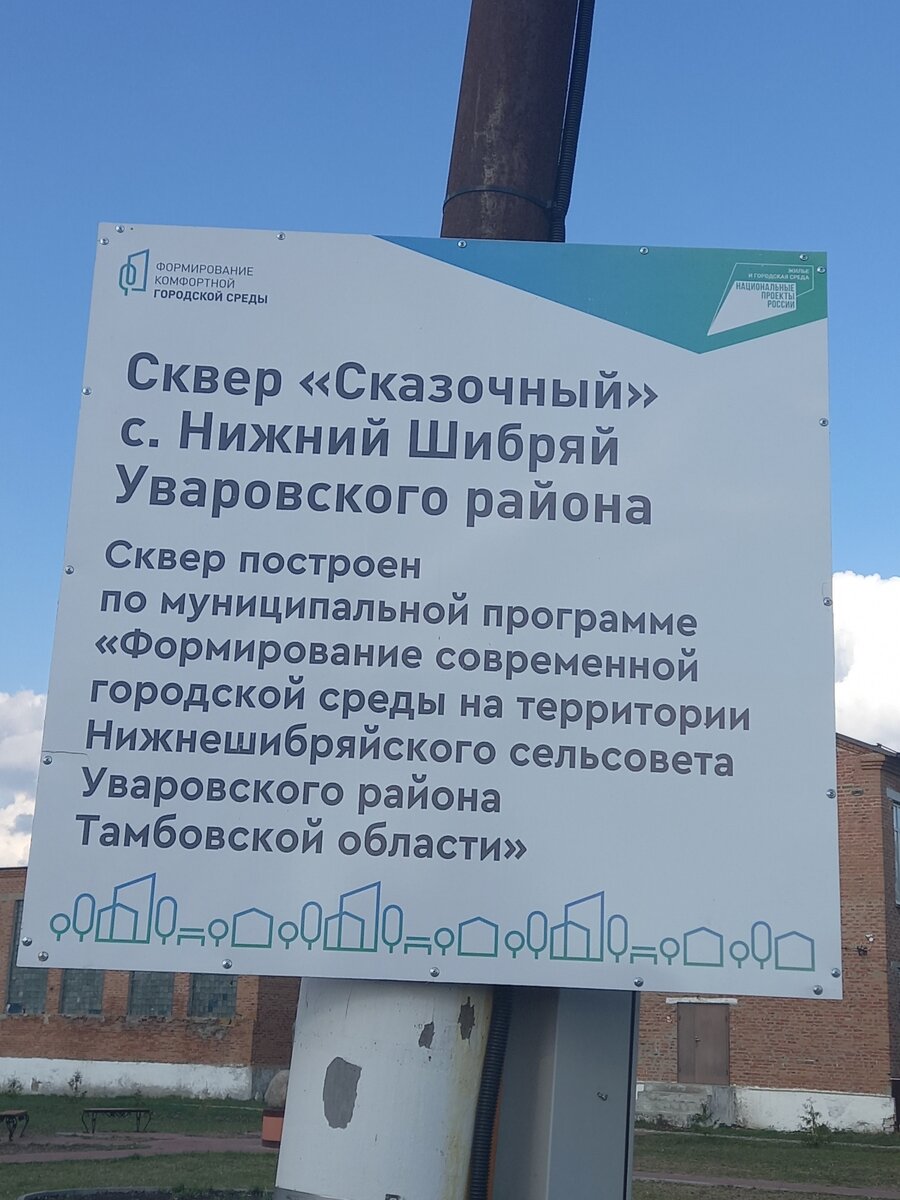 ФОРМИРОВАНИЕ
КОМФОРТНОЙ
ГОРОДСКОЙ СРЕДЫ
ЖИЛЬЕ
И ГОРОДСКАЯ СРЕДА
НАЦИОНАЛЬНЫЕ
ПРОЕКТЫ
РОССИИ
Сквер «Сказочный»
с. Нижний Шибряй
Уваровского района
Сквер построен
по муниципальной программе
«Формирование современной
городской среды на территории
Нижнешибряйского сельсовета
Уваровского района
Тамбовской области»